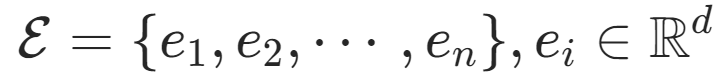 ℰ = {e₁, e₂, ⋯ , eₙ}, eᵢ ∈ ℝᵈ